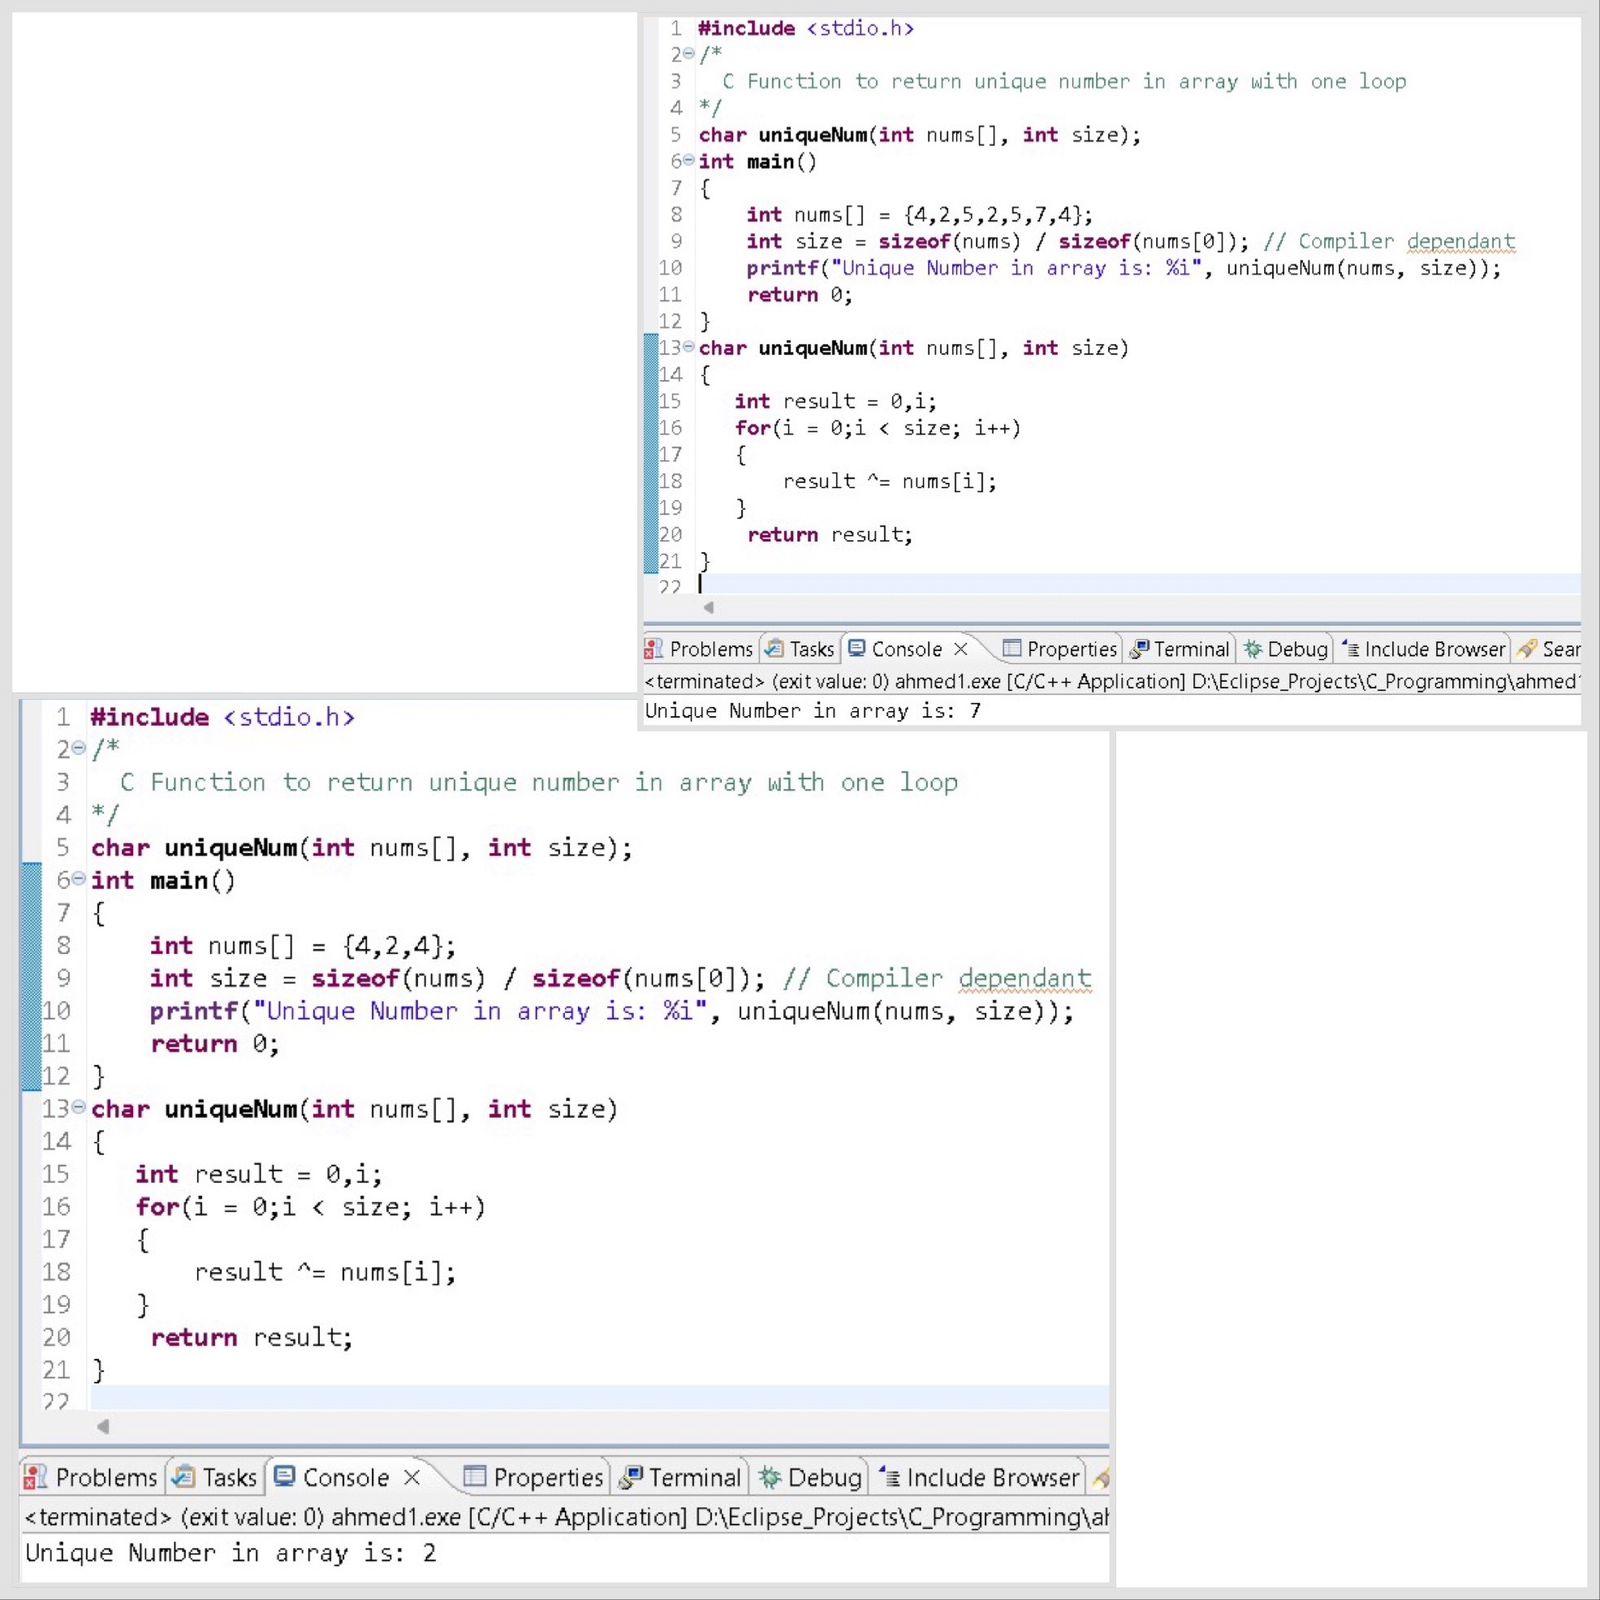 1 #include <stdio.h>
2 /*
3 C Function to return unique number in array with one loop
4 */
5 char uniqueNum(int nums[], int size);
6 int main()
7 {
8 int nums[] = {4,2,5,2,5,7,4};
9 int size = sizeof(nums) / sizeof(nums[0]); // Compiler dependant
10 printf("Unique Number in array is: %i", uniqueNum(nums, size));
11 return 0;
12 }
13 char uniqueNum(int nums[], int size)
14 {
15 int result = 0,i;
16 for(i = 0;i < size; i++)
17 {
18 result ^= nums[i];
19 }
20 return result;
21 }
22
Problems Tasks Console Properties Terminal Debug Include Browser Sear
<terminated> (exit value: 0) ahmed1.exe [C/C++ Application] D:\Eclipse_Projects\C_Programming\ahmed1
Unique Number in array is: 7
1 #include <stdio.h>
2 /*
3 C Function to return unique number in array with one loop
4 */
5 char uniqueNum(int nums[], int size);
6 int main()
7 {
8 int nums[] = {4,2,4};
9 int size = sizeof(nums) / sizeof(nums[0]); // Compiler dependant
10 printf("Unique Number in array is: %i", uniqueNum(nums, size));
11 return 0;
12 }
13 char uniqueNum(int nums[], int size)
14 {
15 int result = 0,i;
16 for(i = 0;i < size; i++)
17 {
18 result ^= nums[i];
19 }
20 return result;
21 }
22
Problems Tasks Console Properties Terminal Debug Include Browser
<terminated> (exit value: 0) ahmed1.exe [C/C++ Application] D:\Eclipse_Projects\C_Programming\ah
Unique Number in array is: 2